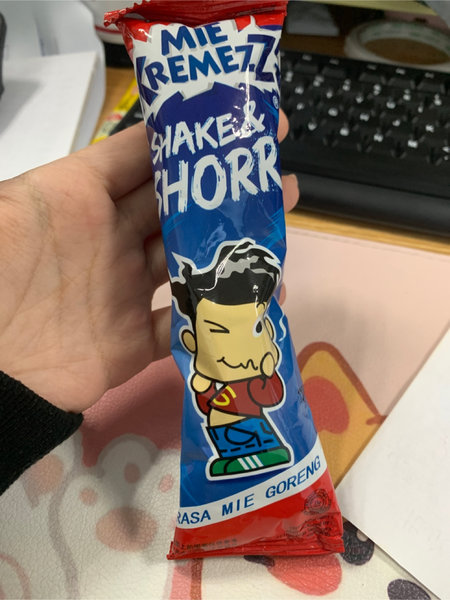 MIE
KREMEZZ
®
SHAKE &
SHORR
RASA MIE GORENG